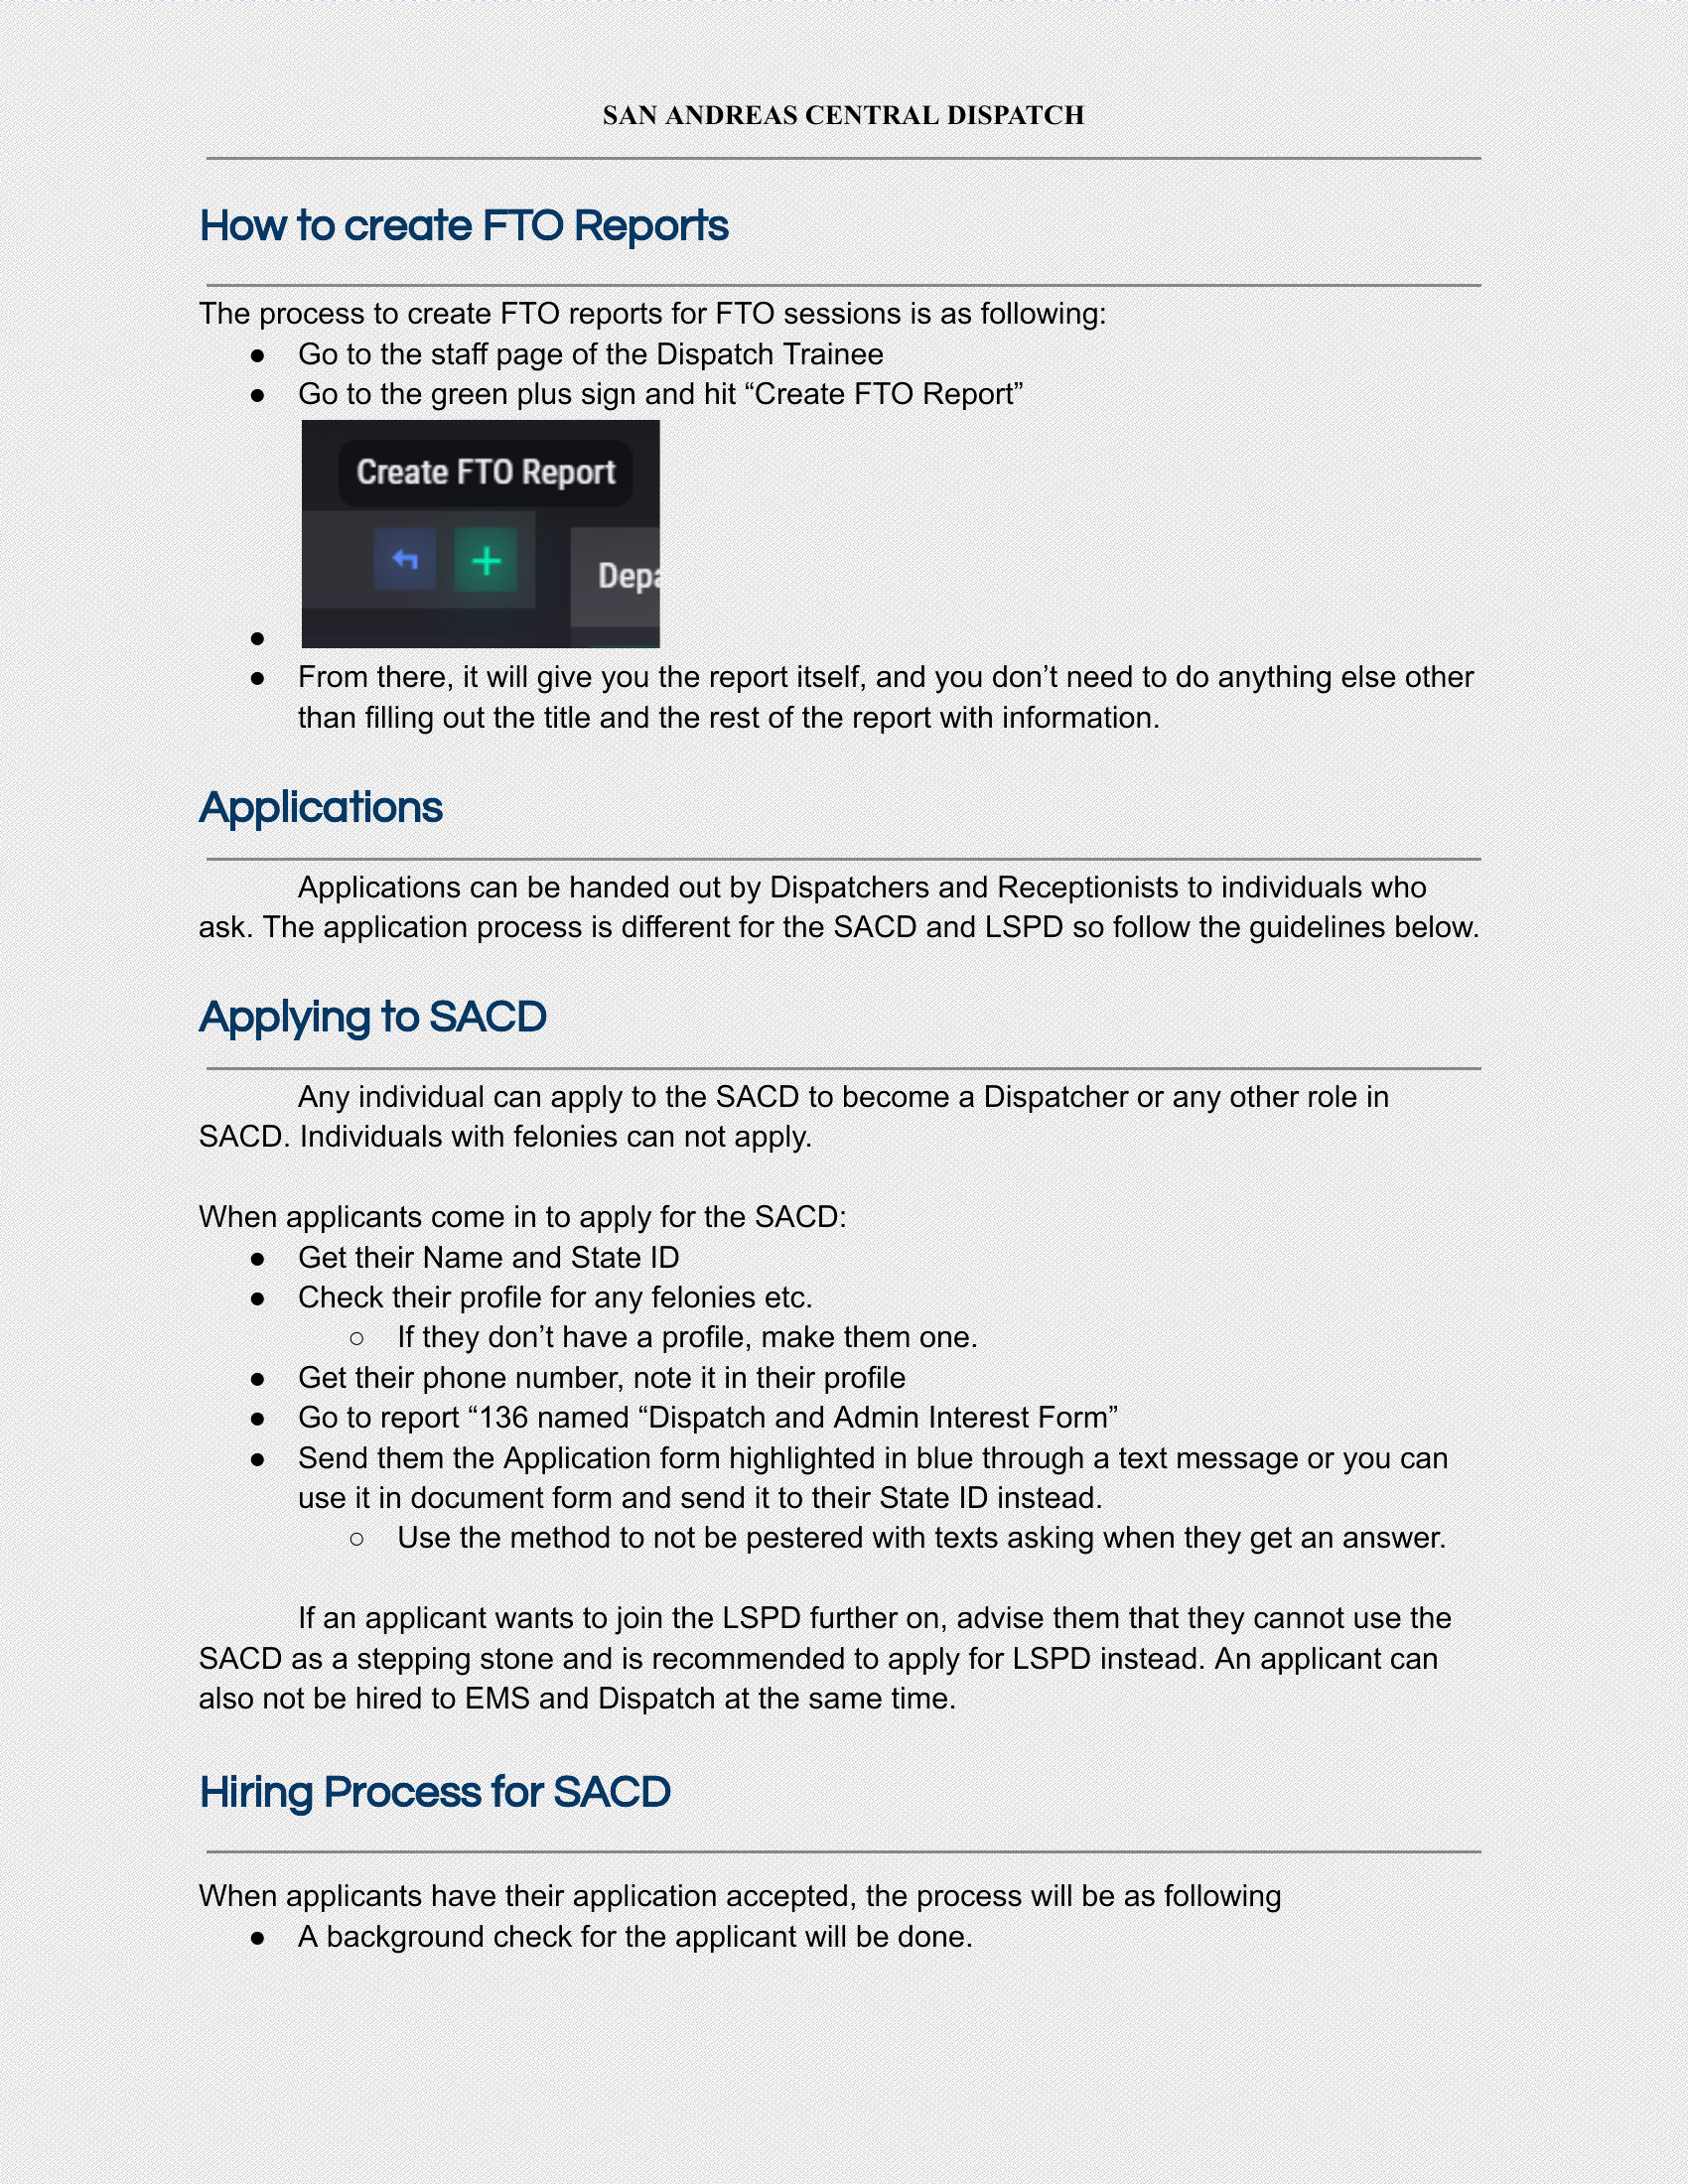 SAN ANDREAS CENTRAL DISPATCH
How to create FTO Reports
The process to create FTO reports for FTO sessions is as following:
● Go to the staff page of the Dispatch Trainee
● Go to the green plus sign and hit “Create FTO Report”
Create FTO Report
Depa
●
● From there, it will give you the report itself, and you don’t need to do anything else other
than filling out the title and the rest of the report with information.
Applications
Applications can be handed out by Dispatchers and Receptionists to individuals who
ask. The application process is different for the SACD and LSPD so follow the guidelines below.
Applying to SACD
Any individual can apply to the SACD to become a Dispatcher or any other role in
SACD. Individuals with felonies can not apply.
When applicants come in to apply for the SACD:
● Get their Name and State ID
● Check their profile for any felonies etc.
○ If they don’t have a profile, make them one.
● Get their phone number, note it in their profile
● Go to report “136 named “Dispatch and Admin Interest Form”
● Send them the Application form highlighted in blue through a text message or you can
use it in document form and send it to their State ID instead.
○ Use the method to not be pestered with texts asking when they get an answer.
If an applicant wants to join the LSPD further on, advise them that they cannot use the
SACD as a stepping stone and is recommended to apply for LSPD instead. An applicant can
also not be hired to EMS and Dispatch at the same time.
Hiring Process for SACD
When applicants have their application accepted, the process will be as following
● A background check for the applicant will be done.